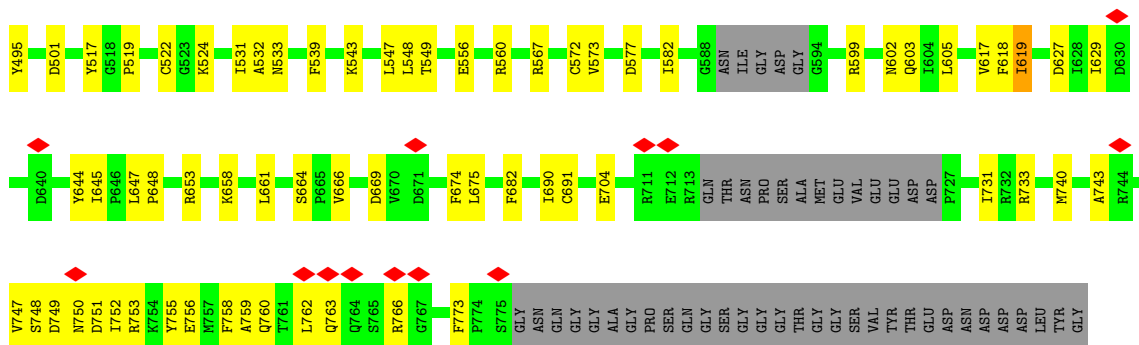 Y495 D501 Y517 G518 P519 C522 G523 K524 I531 A532 N533 F539 K543 L547 L548 T549 E556 R560 R567 C572 V573 D577 I582 G588 ASN ILE GLY ASP GLY G594 R599 N602 Q603 I604 L605 V617 F618 I619 D627 I628 I629 D630
D640 Y644 I645 P646 L647 P648 R653 K658 L661 S664 P665 V666 D669 V670 D671 F674 L675 F682 I690 C691 E704 R711 E712 R713 GLN THR ASN PRO SER ALA MET GLU VAL GLU GLU ASP ASP P727 I731 R732 R733 M740 A743 R744
V747 S748 D749 N750 D751 I752 R753 K754 Y755 E756 M757 F758 A759 Q760 T761 L762 Q763 Q764 S765 R766 G767 F773 P774 S775 GLY ASN GLN GLY GLY ALA GLY PRO SER GLN GLY SER GLY GLY GLY THR GLY GLY SER VAL TYR THR GLU ASP ASN ASP ASP ASP LEU TYR GLY